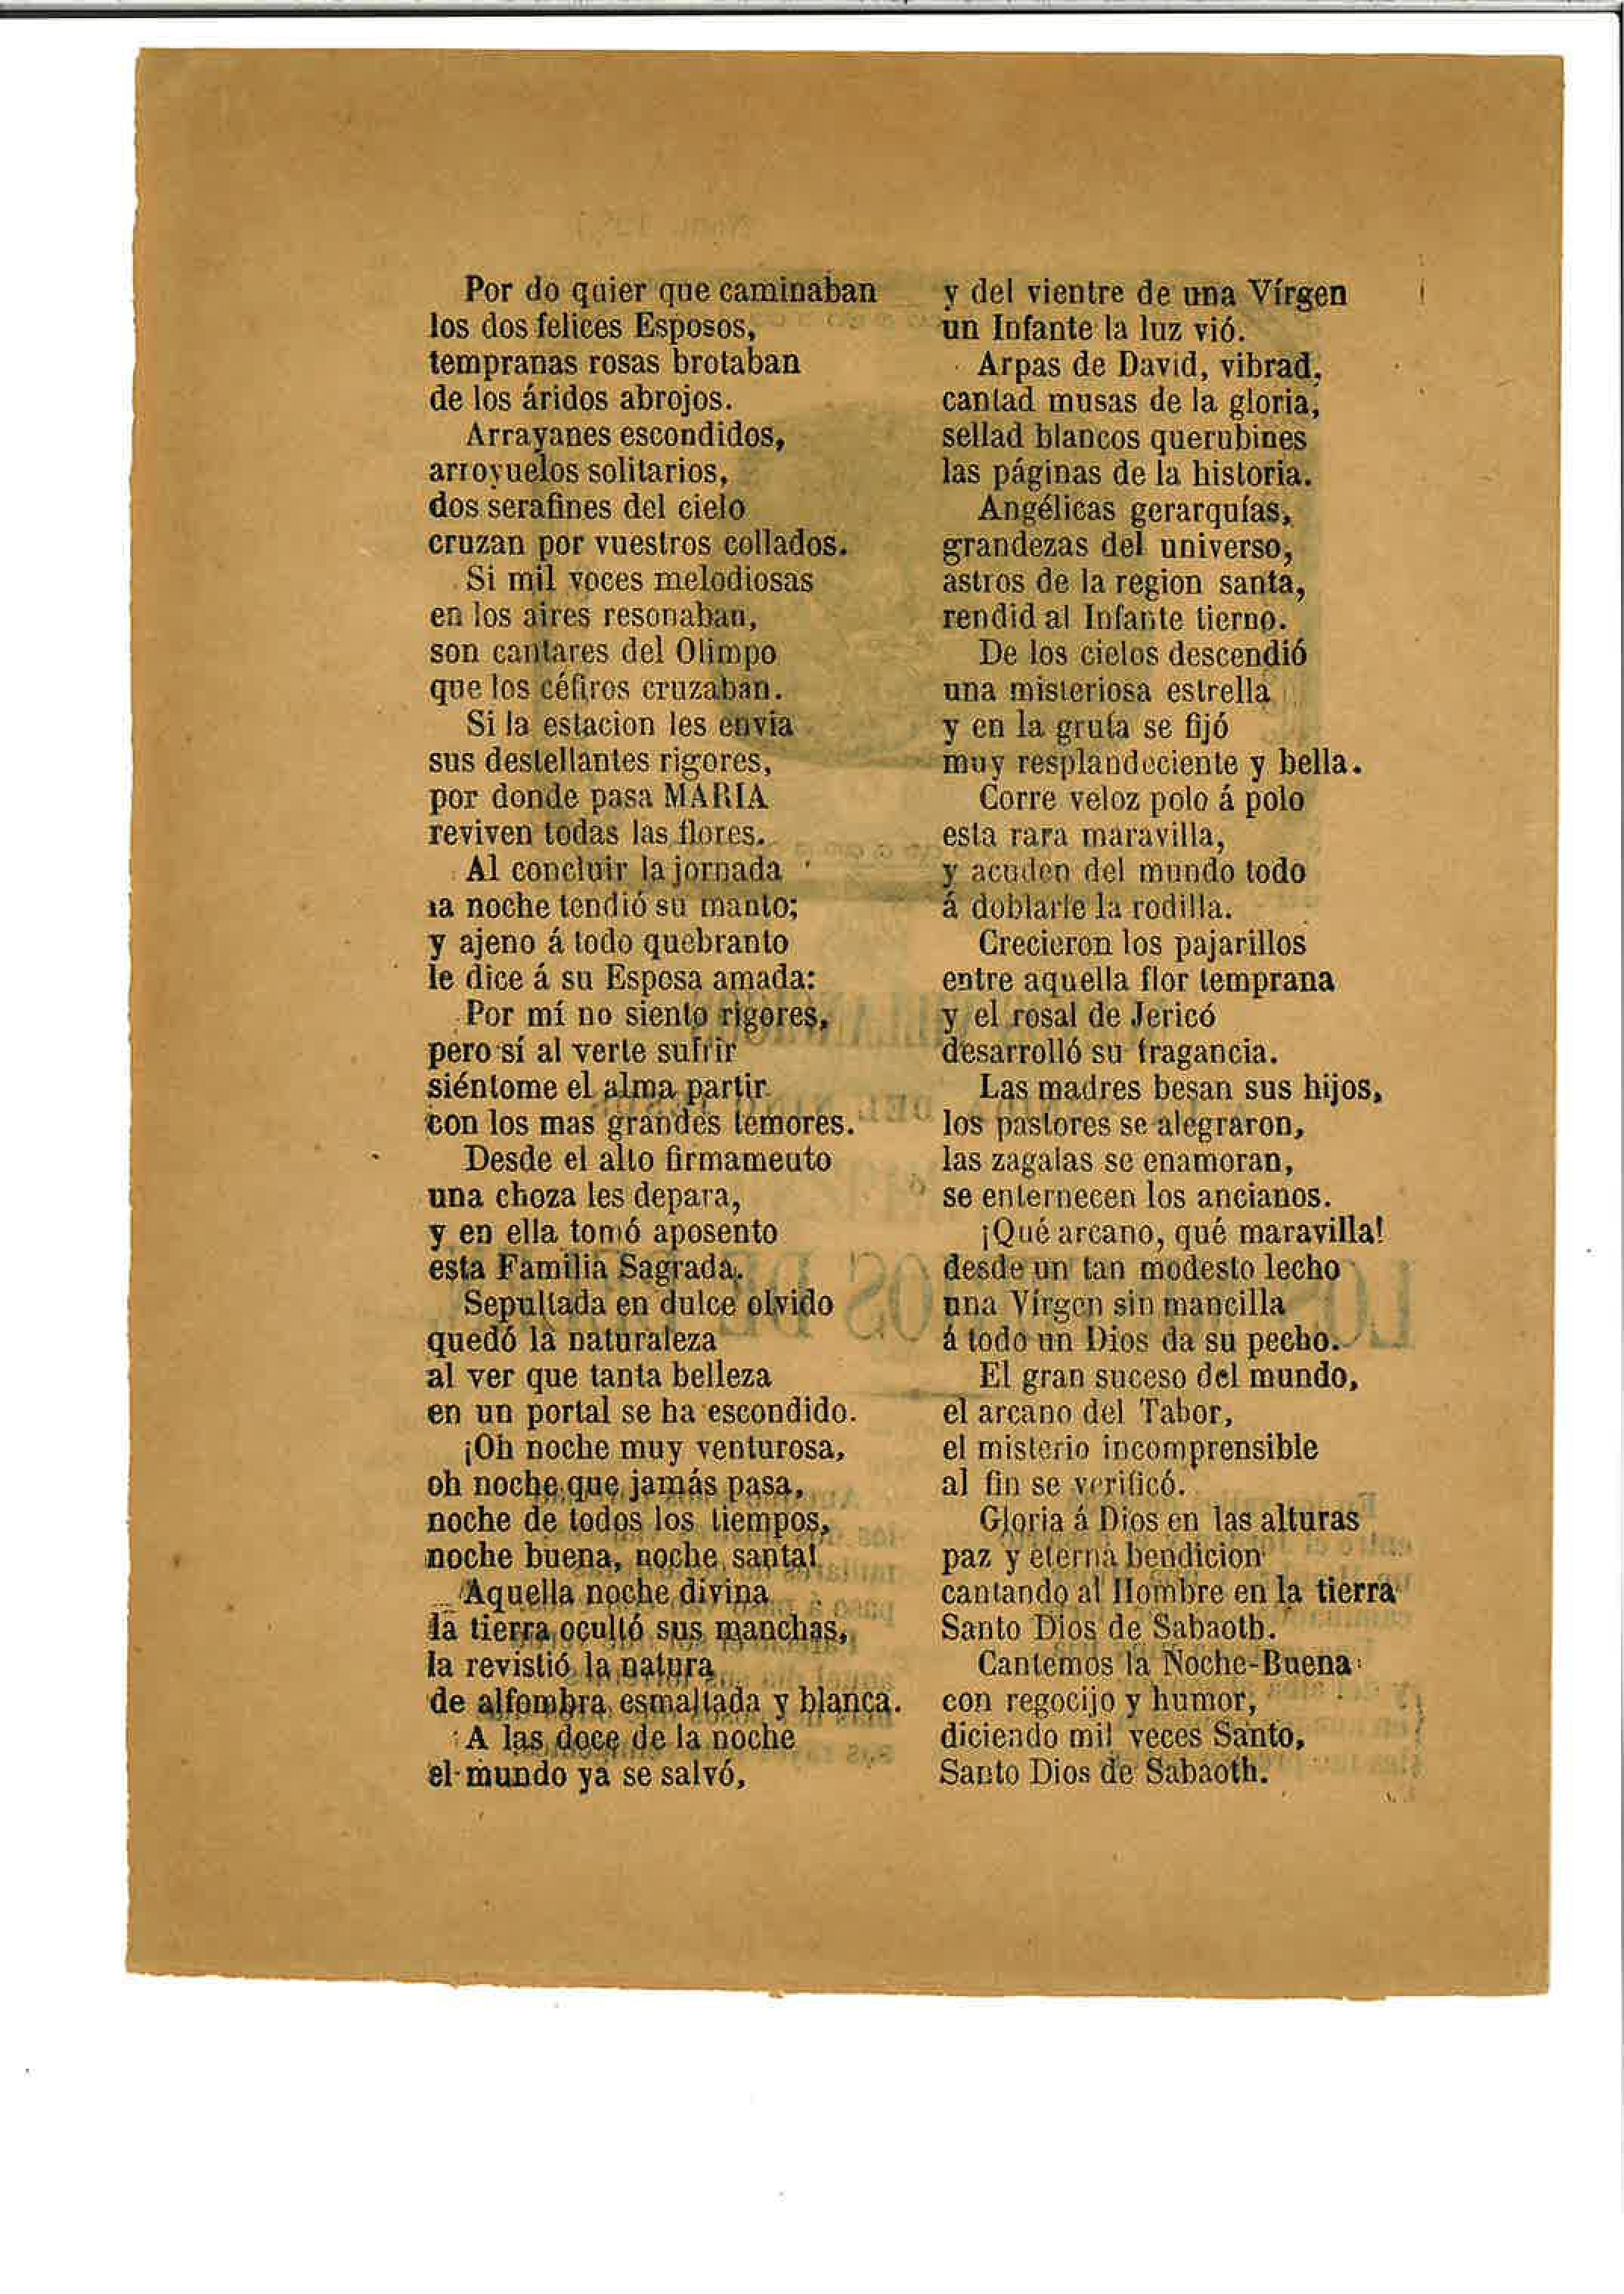 Por do quier que caminaban
los dos felices Esposos,
tempranas rosas brotaban
de los áridos abrojos.
Arrayanes escondidos,
arroyuelos solitarios,
dos serafines del cielo
cruzan por vuestros collados.
Si mil voces melodiosas
en los aires resonaban,
son cantares del Olimpo
que los céfiros cruzaban.
Si la estacion les envia
sus destellantes rigores,
por donde pasa MARIA
reviven todas las flores.
Al concluir la jornada
la noche tendió su manto;
y ajeno á todo quebranto
le dice á su Esposa amada:
Por mí no siento rigores,
pero sí al verte sufrir
siéntome el alma partir
con los mas grandes temores.
Desde el alto firmamento
una choza les depara,
y en ella tomó aposento
esta Familia Sagrada.
Sepultada en dulce olvido
quedó la naturaleza
al ver que tanta belleza
en un portal se ha escondido.
¡Oh noche muy venturosa,
oh noche que jamás pasa,
noche de todos los tiempos,
noche buena, noche santa!
Aquella noche divina
la tierra ocultó sus manchas,
la revistió la natura
de alfombra esmaltada y blanca.
A las doce de la noche
el mundo ya se salvó,
y del vientre de una Vírgen
un Infante la luz vió.
Arpas de David, vibrad,
cantad musas de la gloria,
sellad blancos querubines
las páginas de la historia.
Angélicas gerarquías,
grandezas del universo,
astros de la region santa,
rendid al Infante tierno.
De los cielos descendió
una misteriosa estrella
y en la gruta se fijó
muy resplandeciente y bella.
Corre veloz polo á polo
esta rara maravilla,
y acuden del mundo todo
á doblarle la rodilla.
Crecieron los pajarillos
entre aquella flor temprana
y el rosal de Jericó
desarrolló su fragancia.
Las madres besan sus hijos,
los pastores se alegraron,
las zagalas se enamoran,
se enternecen los ancianos.
¡Qué arcano, qué maravilla!
desde un tan modesto lecho
una Vírgen sin mancilla
á todo un Dios da su pecho.
El gran suceso del mundo,
el arcano del Tabor,
el misterio incomprensible
al fin se verificó.
Gloria á Dios en las alturas
paz y eterna bendicion
cantando al Hombre en la tierra
Santo Dios de Sabaoth.
Cantemos la Noche-Buena
con regocijo y humor,
diciendo mil veces Santo,
Santo Dios de Sabaoth.